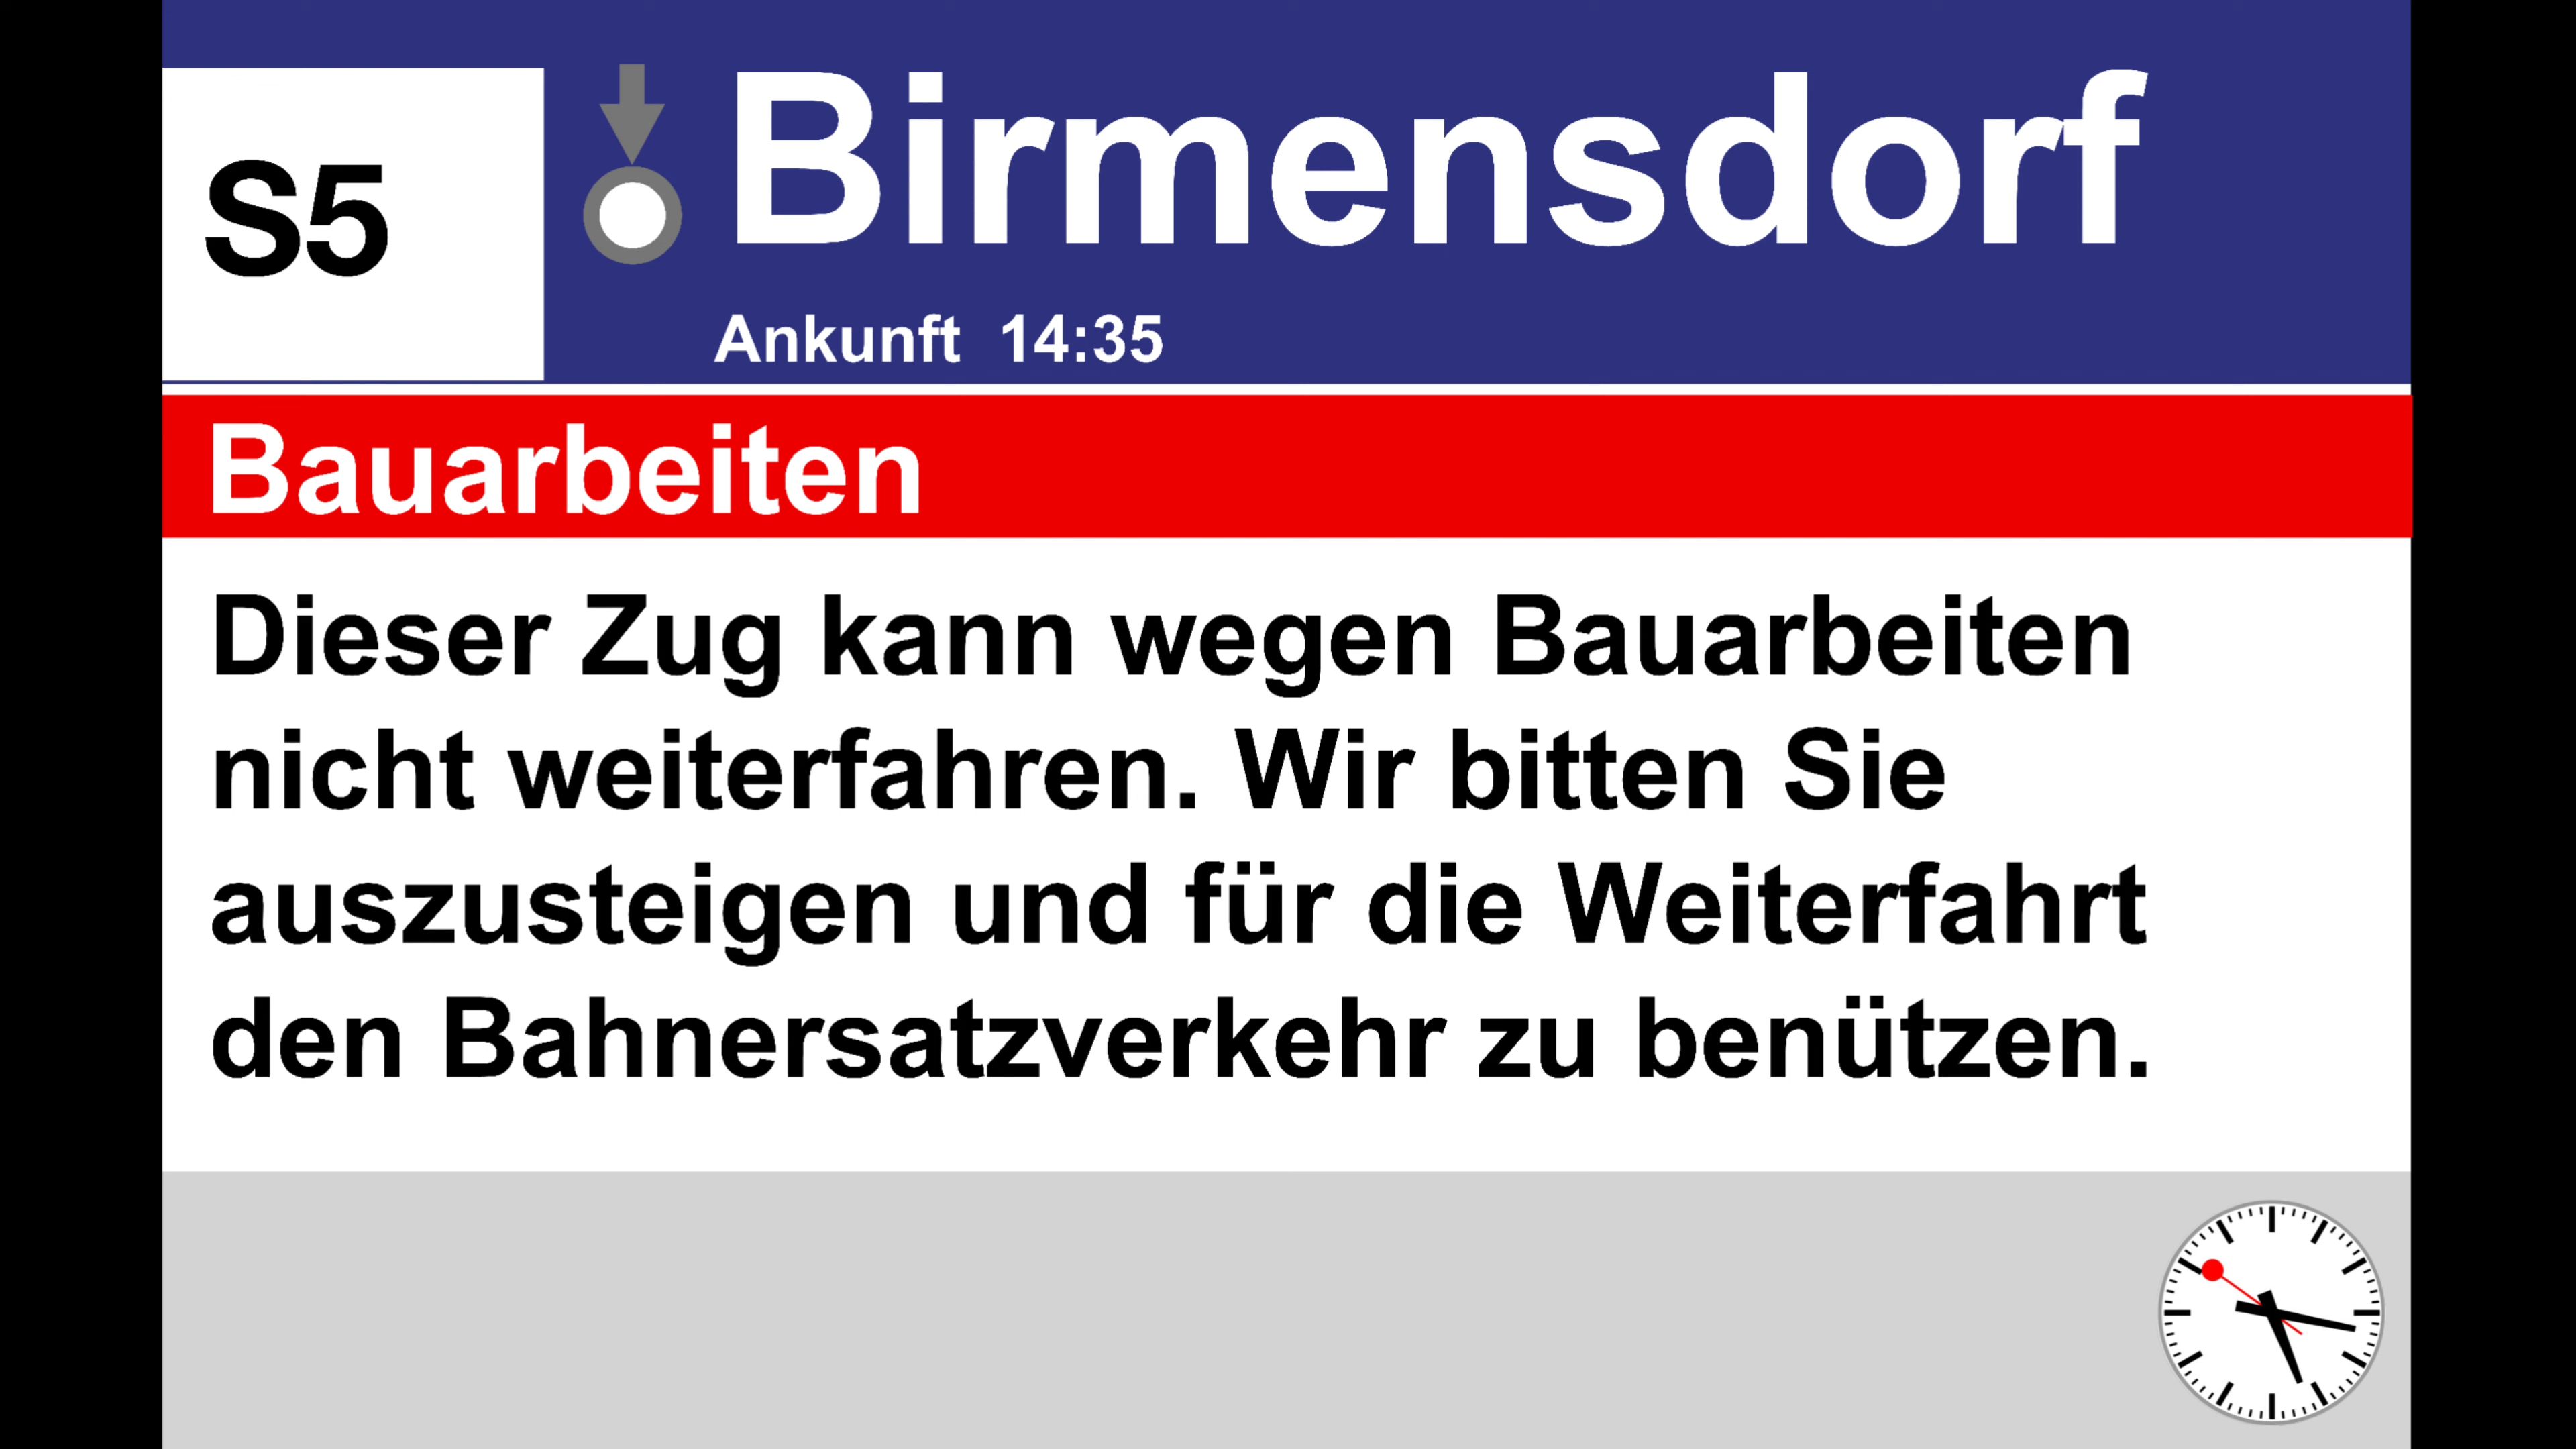 S5
Birmensdorf
Ankunft 14:35
Bauarbeiten
Dieser Zug kann wegen Bauarbeiten
nicht weiterfahren. Wir bitten Sie
auszusteigen und für die Weiterfahrt
den Bahnersatzverkehr zu benützen.